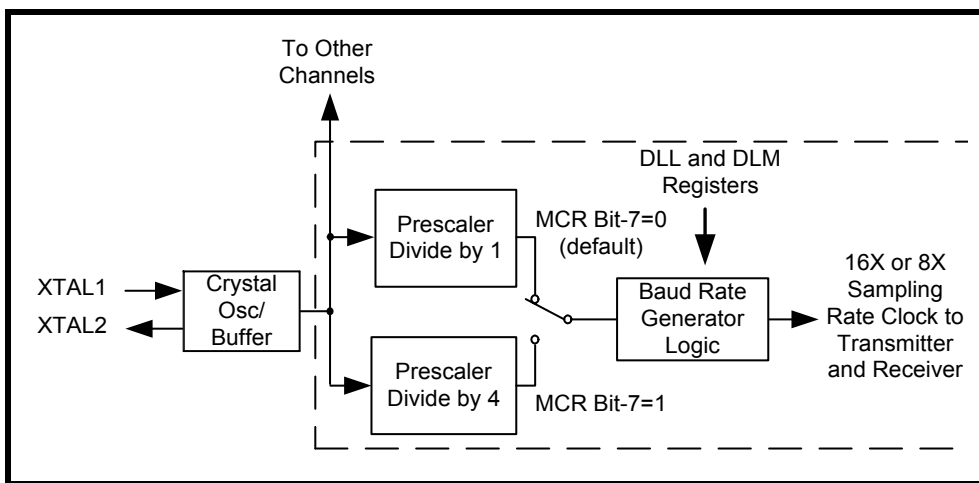 To Other
Channels
DLL and DLM
Registers
Prescaler
Divide by 1
MCR Bit-7=0
(default)
XTAL1
XTAL2
Crystal
Osc/
Buffer
Baud Rate
Generator
Logic
16X or 8X
Sampling
Rate Clock to
Transmitter
and Receiver
Prescaler
Divide by 4
MCR Bit-7=1